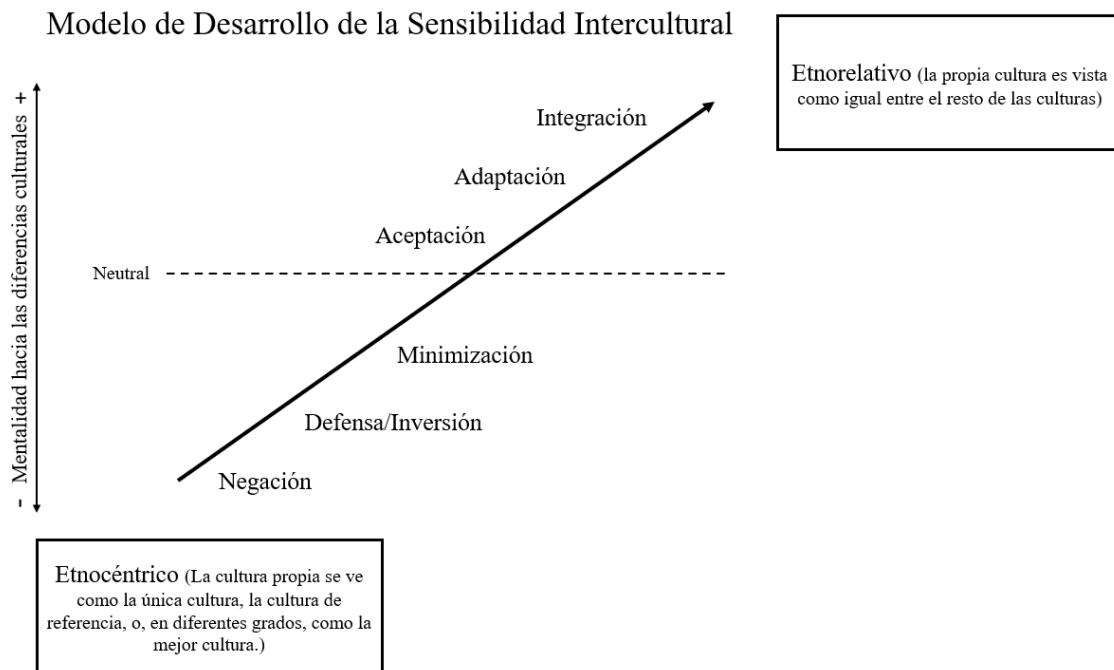 Modelo de Desarrollo de la Sensibilidad Intercultural
Etnorelativo (la propia cultura es vista
como igual entre el resto de las culturas)
- Mentalidad hacia las diferencias culturales +
Integración
Adaptación
Aceptación
Neutral
Minimización
Defensa/Inversión
Negación
Etnocéntrico (La cultura propia se ve
como la única cultura, la cultura de
referencia, o, en diferentes grados, como la
mejor cultura.)